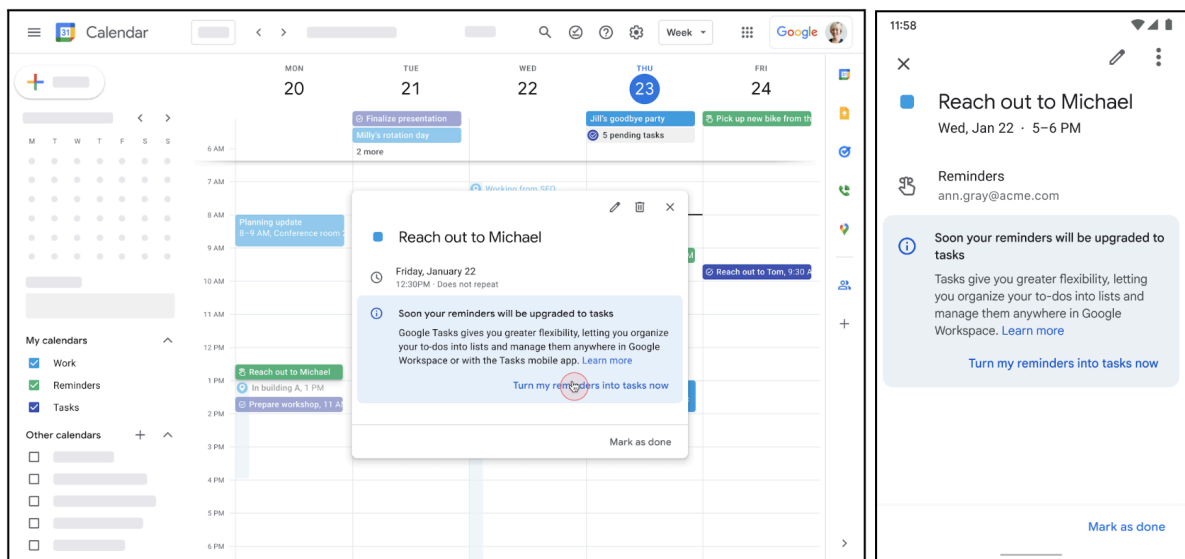 31 Calendar
Week
Google
MON TUE WED THU FRI
20 21 22 23 24
Finalize presentation
Jill's goodbye party
Pick up new bike from th
Milly's rotation day
5 pending tasks
2 more
M T W T F S S
6 AM
7 AM
Working from SFO
8 AM
Planning update
8–9 AM, Conference room 2
9 AM
M
10 AM
Reach out to Tom, 9:30 A
11 AM
12 PM
1 PM
2 PM
3 PM
4 PM
5 PM
6 PM
Reach out to Michael
In building A, 1 PM
Prepare workshop, 11 AM
My calendars
Work
Reminders
Tasks
Other calendars
Reach out to Michael
Friday, January 22
12:30PM · Does not repeat
Soon your reminders will be upgraded to tasks
Google Tasks gives you greater flexibility, letting you organize
your to-dos into lists and manage them anywhere in Google
Workspace or with the Tasks mobile app. Learn more
Turn my reminders into tasks now
Mark as done
11:58
Reach out to Michael
Wed, Jan 22 · 5–6 PM
Reminders
ann.gray@acme.com
Soon your reminders will be upgraded to
tasks
Tasks give you greater flexibility, letting
you organize your to-dos into lists and
manage them anywhere in Google
Workspace. Learn more
Turn my reminders into tasks now
Mark as done